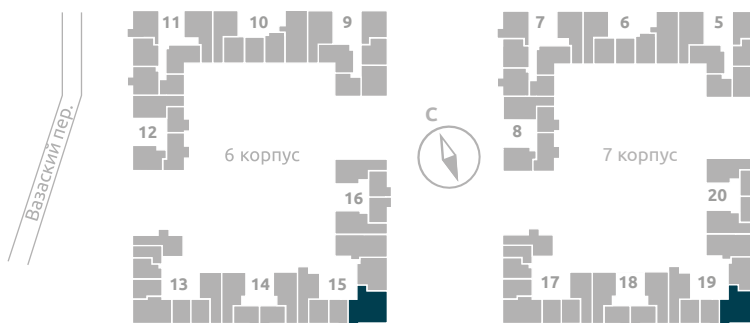 11 10 9 7 6 5
С
12 6 корпус 8 7 корпус
Вазаский пер.
16 20
13 14 15 17 18 19